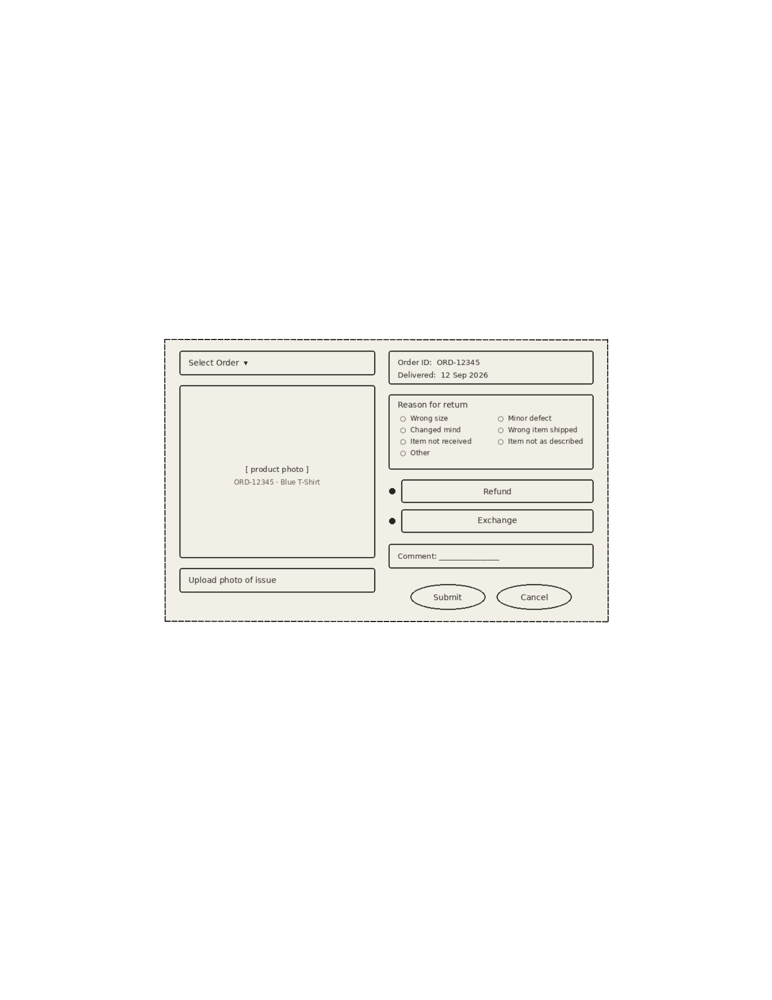 Select Order ▾
[ product photo ]
ORD-12345 · Blue T-Shirt
Upload photo of issue
Order ID: ORD-12345
Delivered: 12 Sep 2026
Reason for return
○ Wrong size
○ Minor defect
○ Changed mind
○ Wrong item shipped
○ Item not received
○ Item not as described
○ Other
Refund
Exchange
Comment: ________________
Submit
Cancel